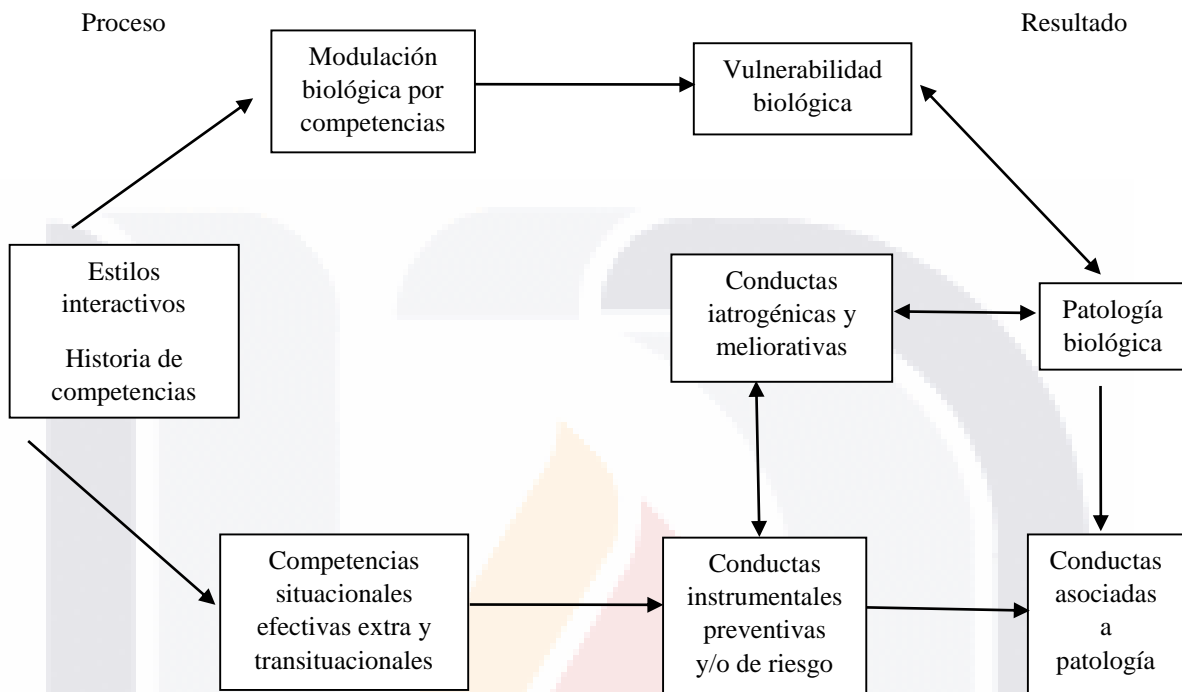 Proceso
Resultado
Modulación
biológica por
competencias
Vulnerabilidad
biológica
Estilos
interactivos
Historia de
competencias
Conductas
iatrogénicas y
meliorativas
Patología
biológica
Competencias
situacionales
efectivas extra y
transituacionales
Conductas
instrumentales
preventivas
y/o de riesgo
Conductas
asociadas
a
patología